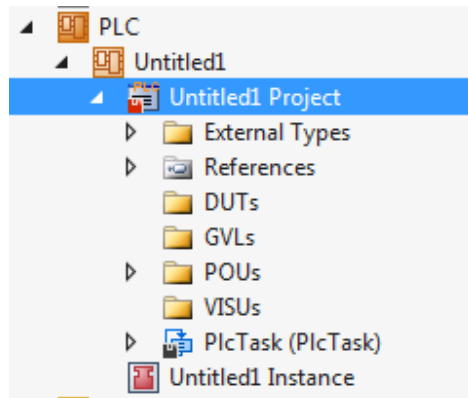 PLC
Untitled1
Untitled1 Project
External Types
References
DUTs
GVLs
POUs
VISUs
PlcTask (PlcTask)
Untitled1 Instance